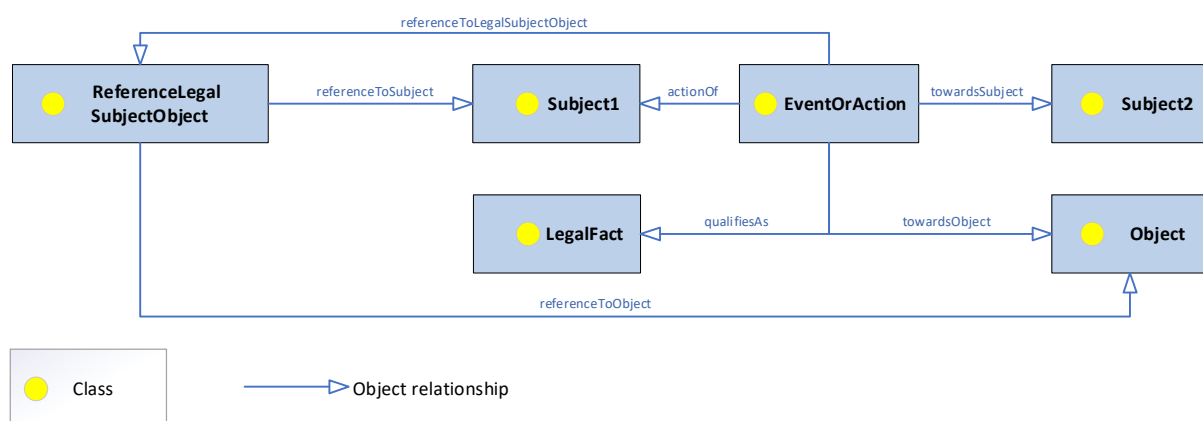 referenceToLegalSubjectObject
ReferenceLegal
SubjectObject
referenceToSubject
Subject1
actionOf
EventOrAction
towardsSubject
Subject2
LegalFact
qualifiesAs
towardsObject
Object
referenceToObject
Class
Object relationship